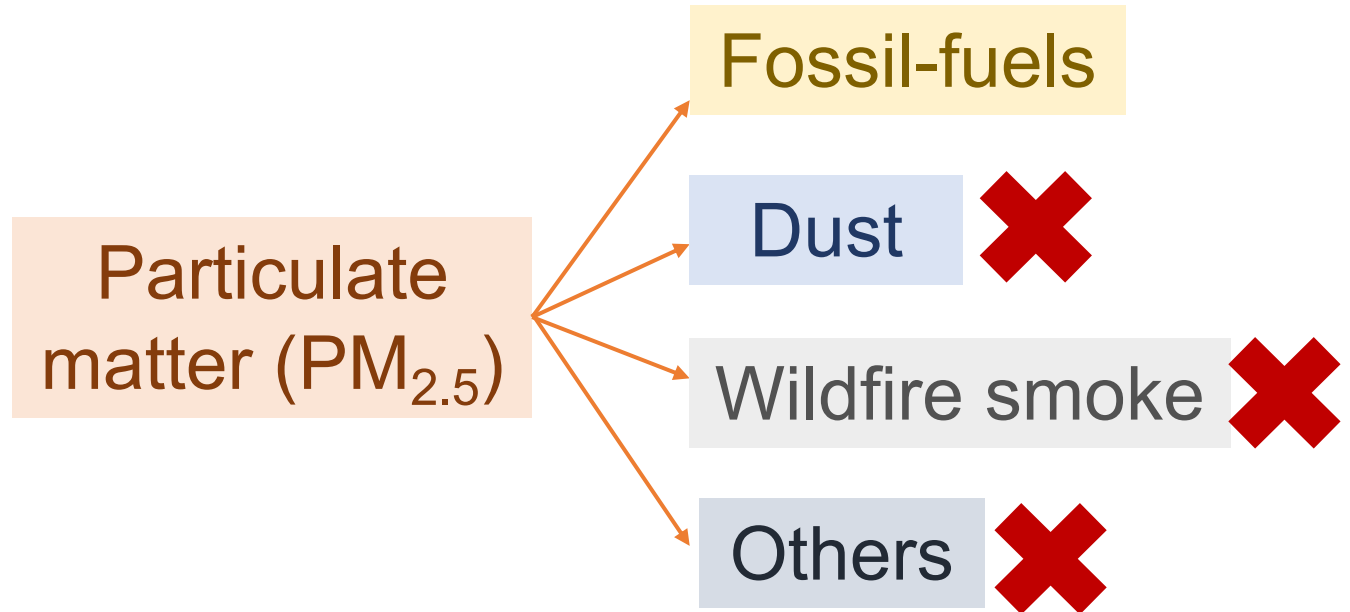 Fossil-fuels
Dust
Particulate
matter (PM₂.₅)
Wildfire smoke
Others